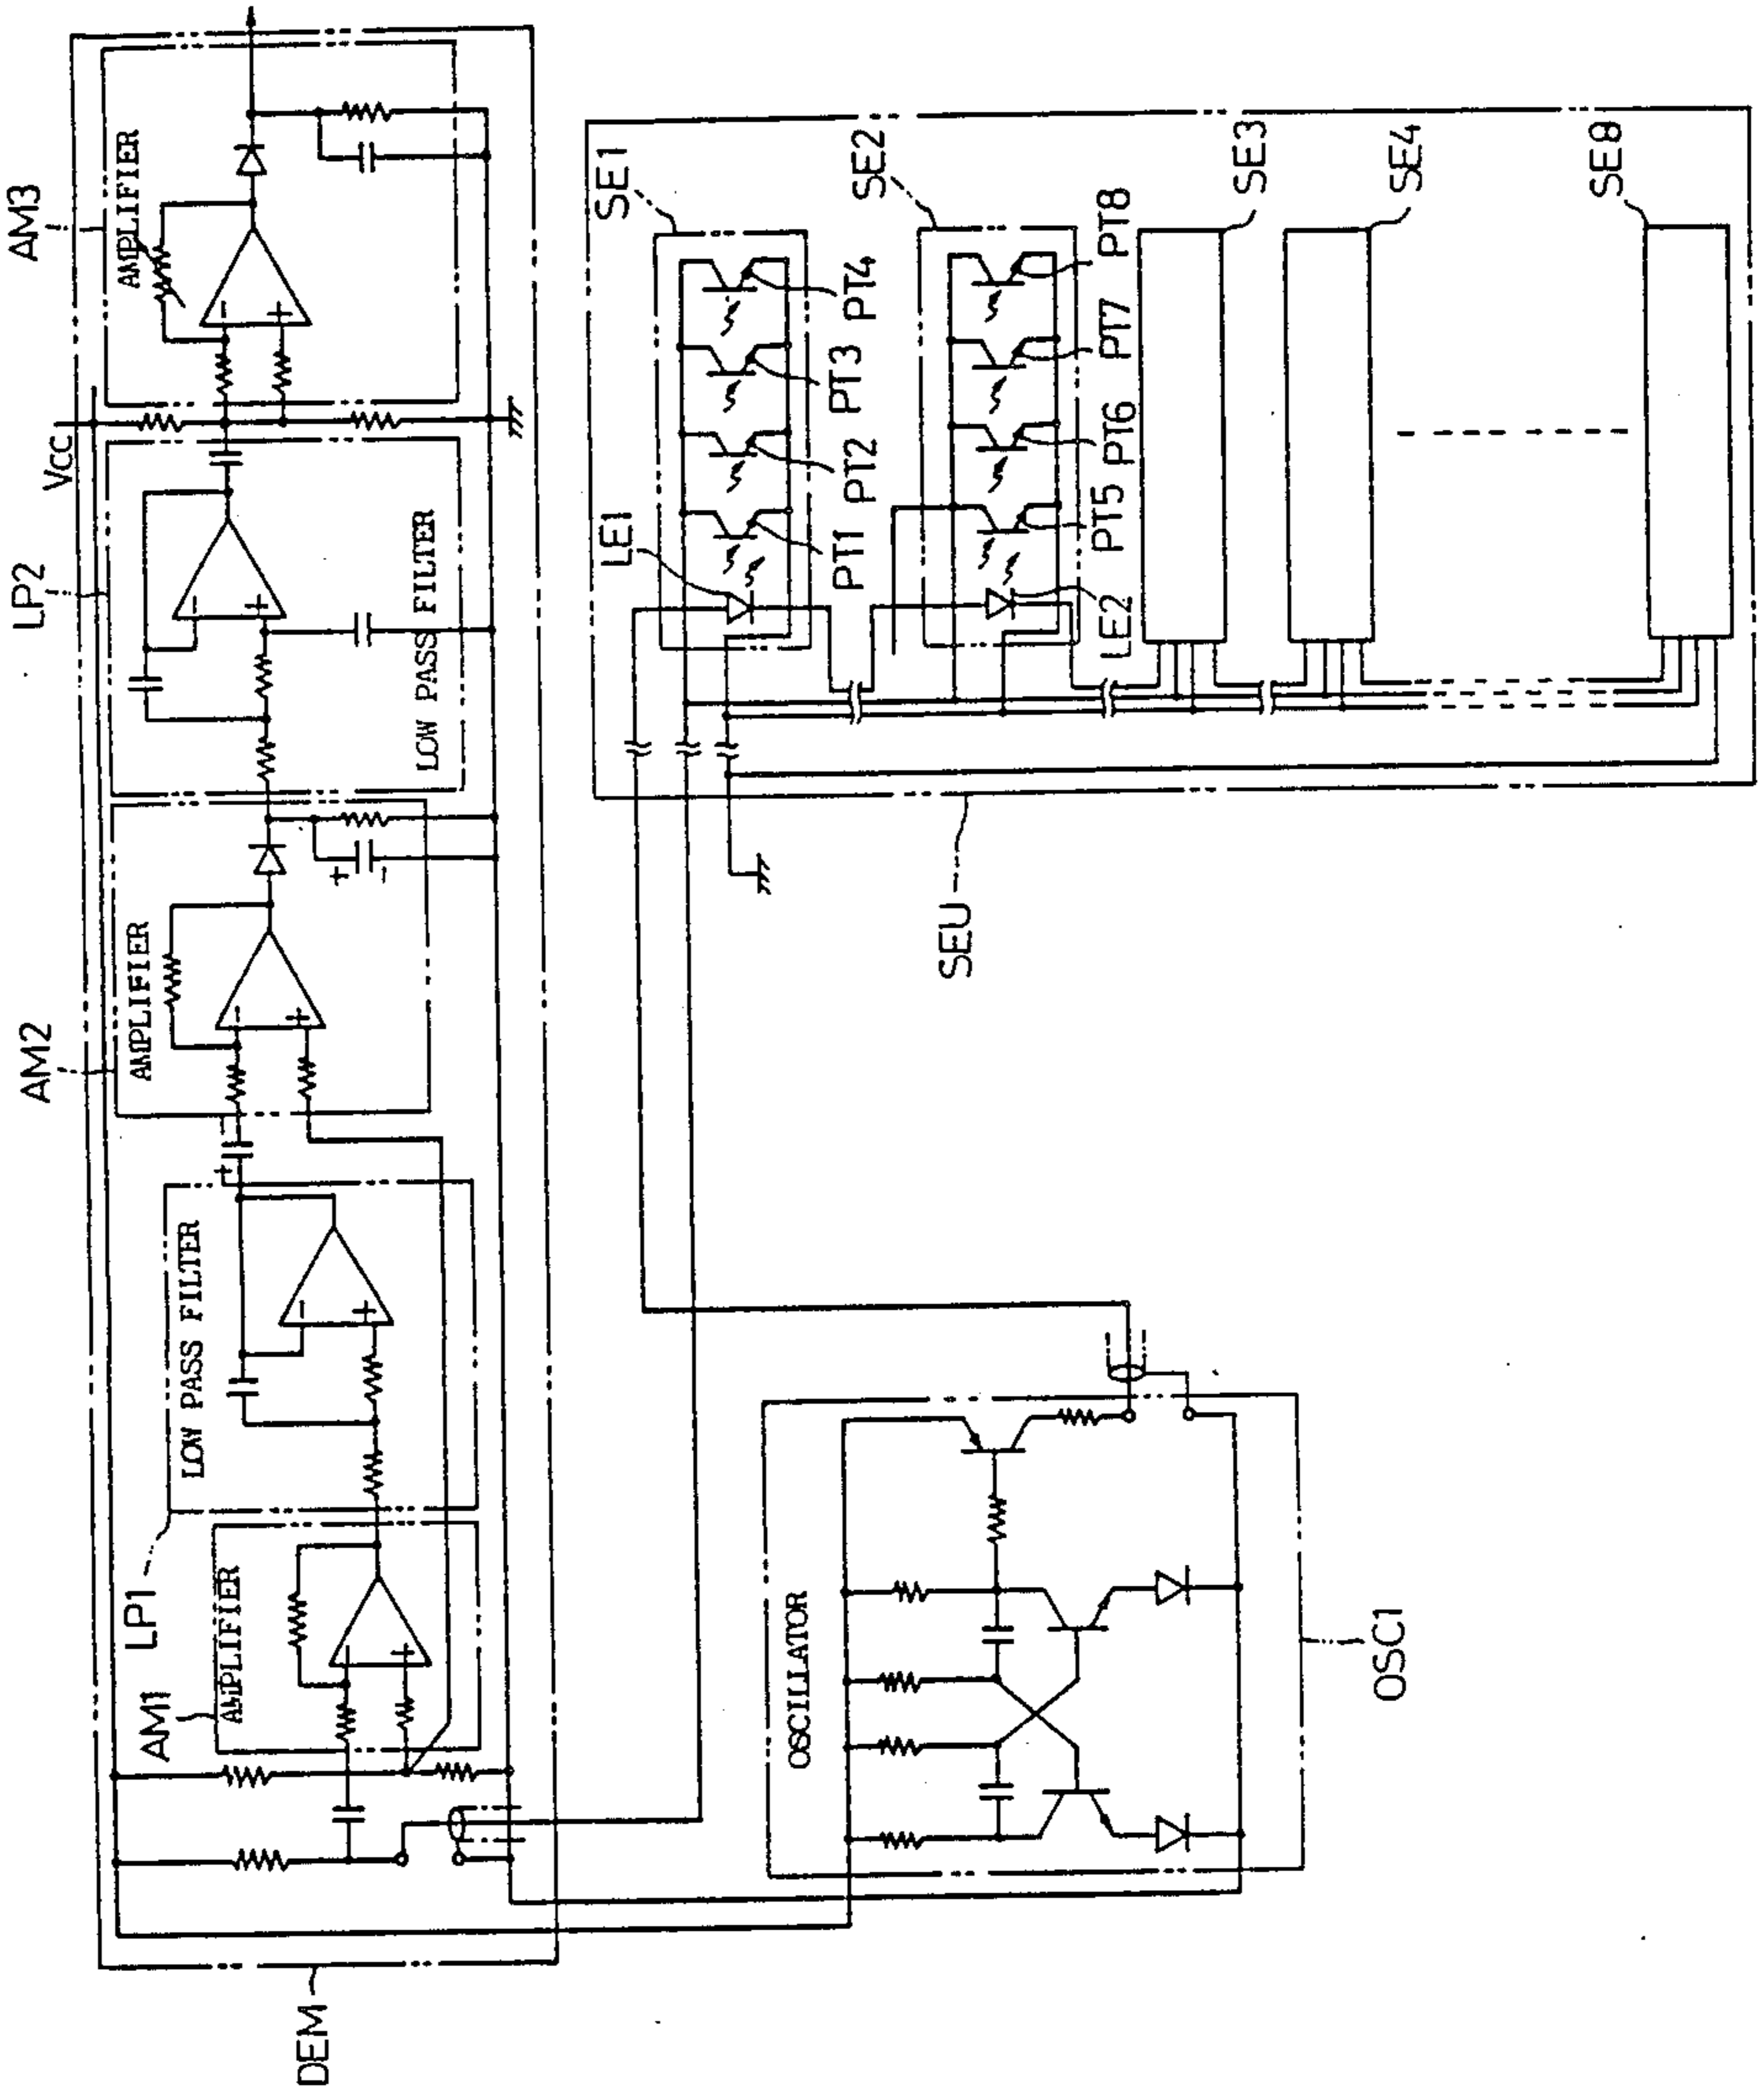 AM3
AMPLIFIER
Vcc
LP2
LOW PASS FILTER
AM2
AMPLIFIER
+
-
+
LP1
LOW PASS FILTER
AM1
AMPLIFIER
DEM
SE1
LE1
PT1
PT2
PT3
PT4
SE2
LE2
PT5
PT6
PT7
PT8
SE3
SE4
SE8
SEU
OSCILLATOR
OSC1